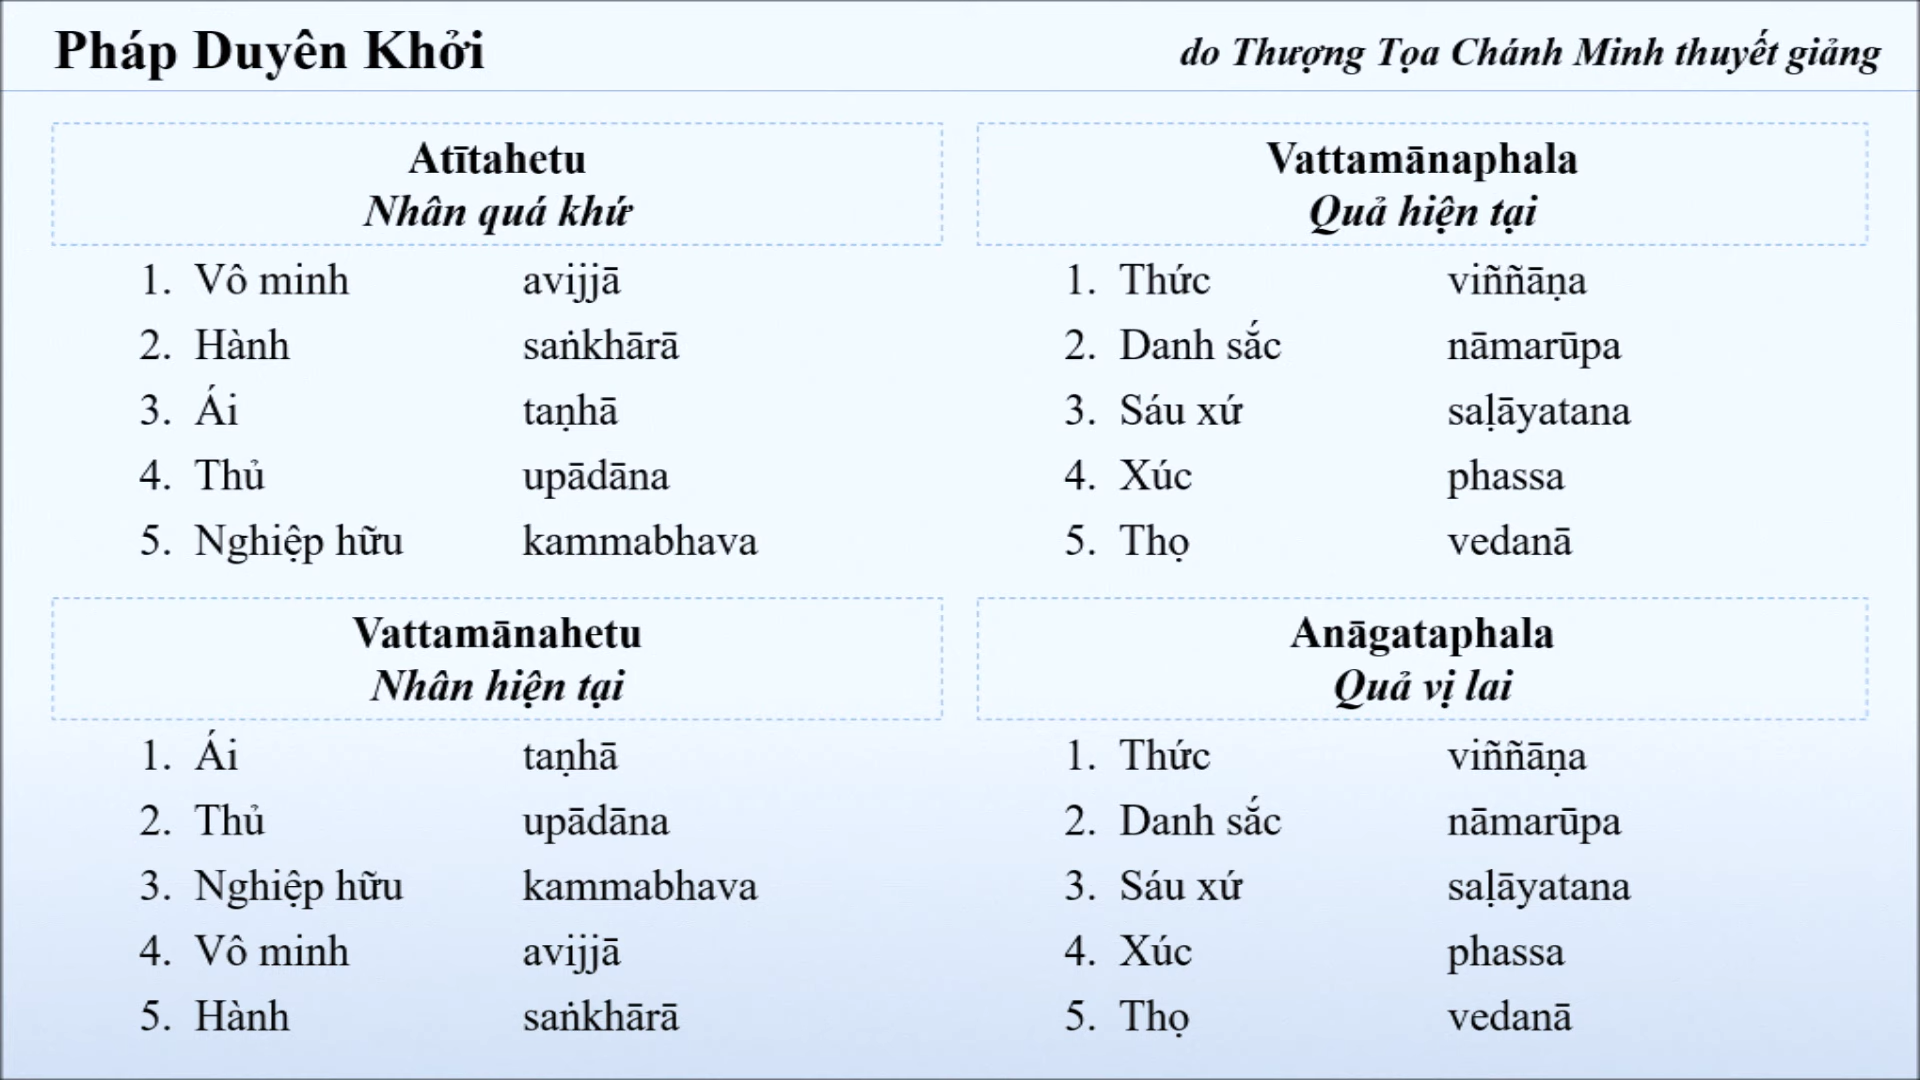 Pháp Duyên Khởi
do Thượng Tọa Chánh Minh thuyết giảng
Atītahetu
Nhân quá khứ
1. Vô minh avijjā
2. Hành saṅkhārā
3. Ái taṇhā
4. Thủ upādāna
5. Nghiệp hữu kammabhava
Vattamānaphala
Quả hiện tại
1. Thức viññāṇa
2. Danh sắc nāmarūpa
3. Sáu xứ saḷāyatana
4. Xúc phassa
5. Thọ vedanā
Vattamānahetu
Nhân hiện tại
1. Ái taṇhā
2. Thủ upādāna
3. Nghiệp hữu kammabhava
4. Vô minh avijjā
5. Hành saṅkhārā
Anāgataphala
Quả vị lai
1. Thức viññāṇa
2. Danh sắc nāmarūpa
3. Sáu xứ saḷāyatana
4. Xúc phassa
5. Thọ vedanā